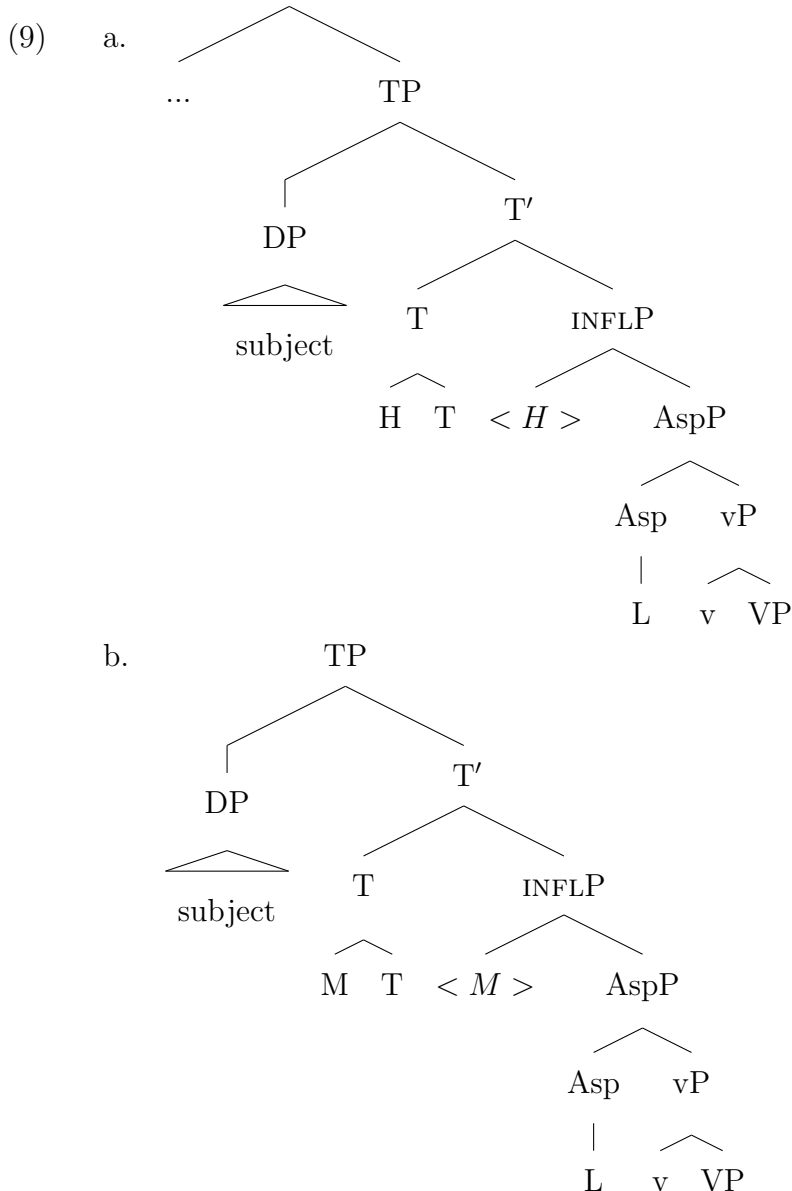 (9) a.
... TP
T′
DP
T INFLP
subject
H T < H > AspP
Asp vP
L v VP
b. TP
T′
DP
T INFLP
subject
M T < M > AspP
Asp vP
L v VP